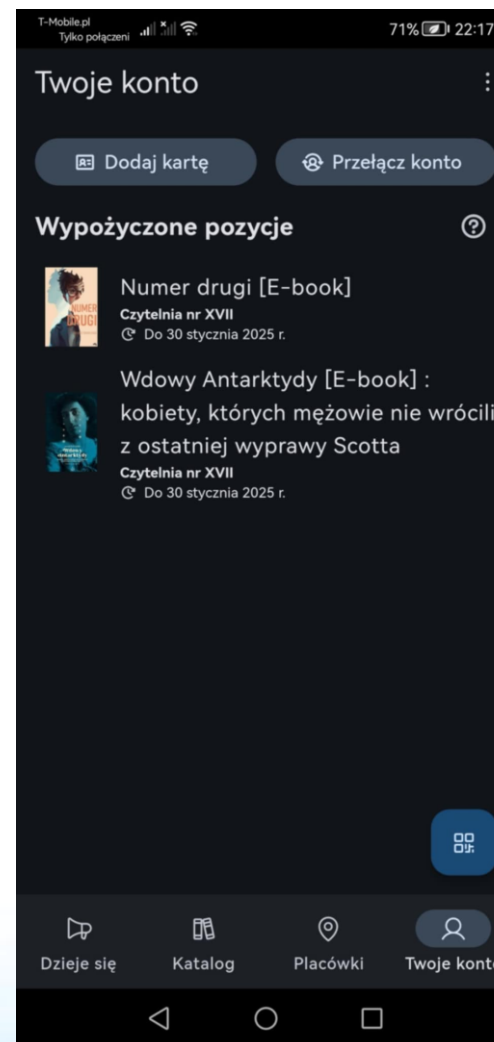 T-Mobile.pl
Tylko połączeni
71% 22:17
Twoje konto
Dodaj kartę
Przełącz konto
Wypożyczone pozycje
NUMER
DRUGI
Numer drugi [E-book]
Czytelnia nr XVII
Do 30 stycznia 2025 r.
Wdowy Antarktydy [E-book] :
kobiety, których mężowie nie wrócili
z ostatniej wyprawy Scotta
Czytelnia nr XVII
Do 30 stycznia 2025 r.
Dzieje się
Katalog
Placówki
Twoje konto